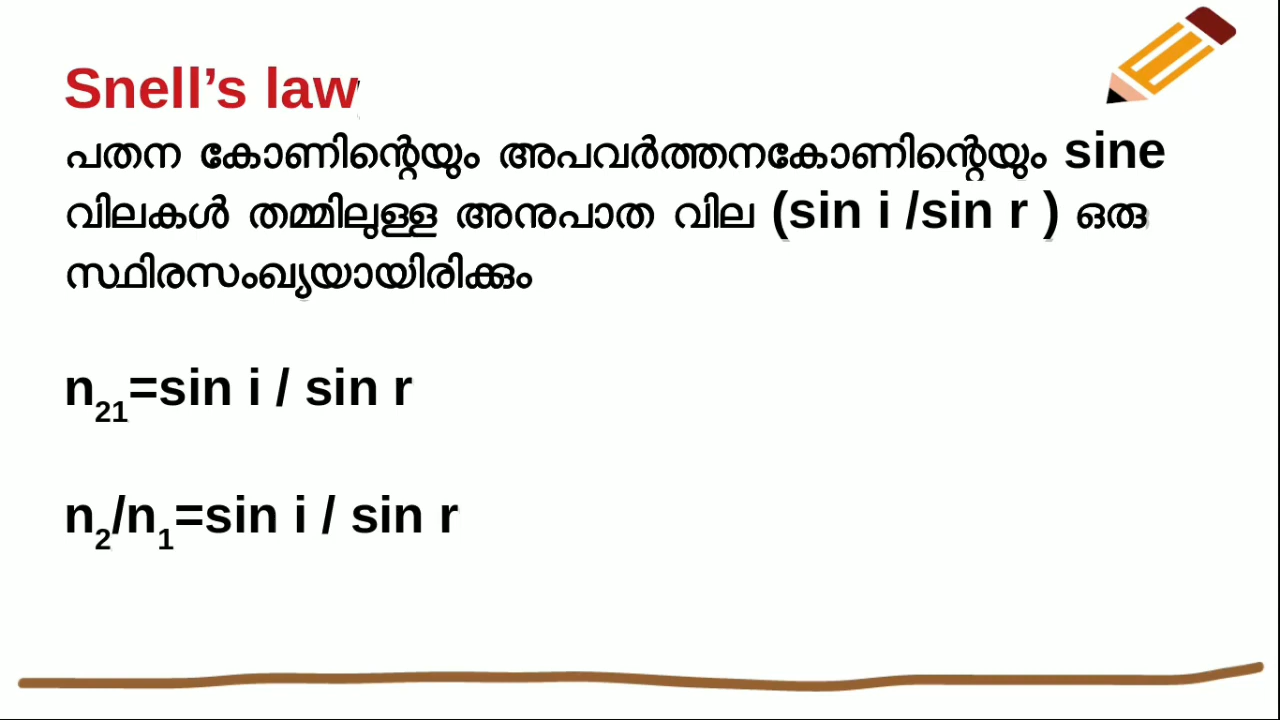 Snell’s law
പതന കോണിന്റെയും അപവർത്തനകോണിന്റെയും sine
വിലകൾ തമ്മിലുള്ള അനുപാത വില (sin i /sin r ) ഒരു
സ്ഥിരസംഖ്യയായിരിക്കും
n₂₁=sin i / sin r
n₂/n₁=sin i / sin r